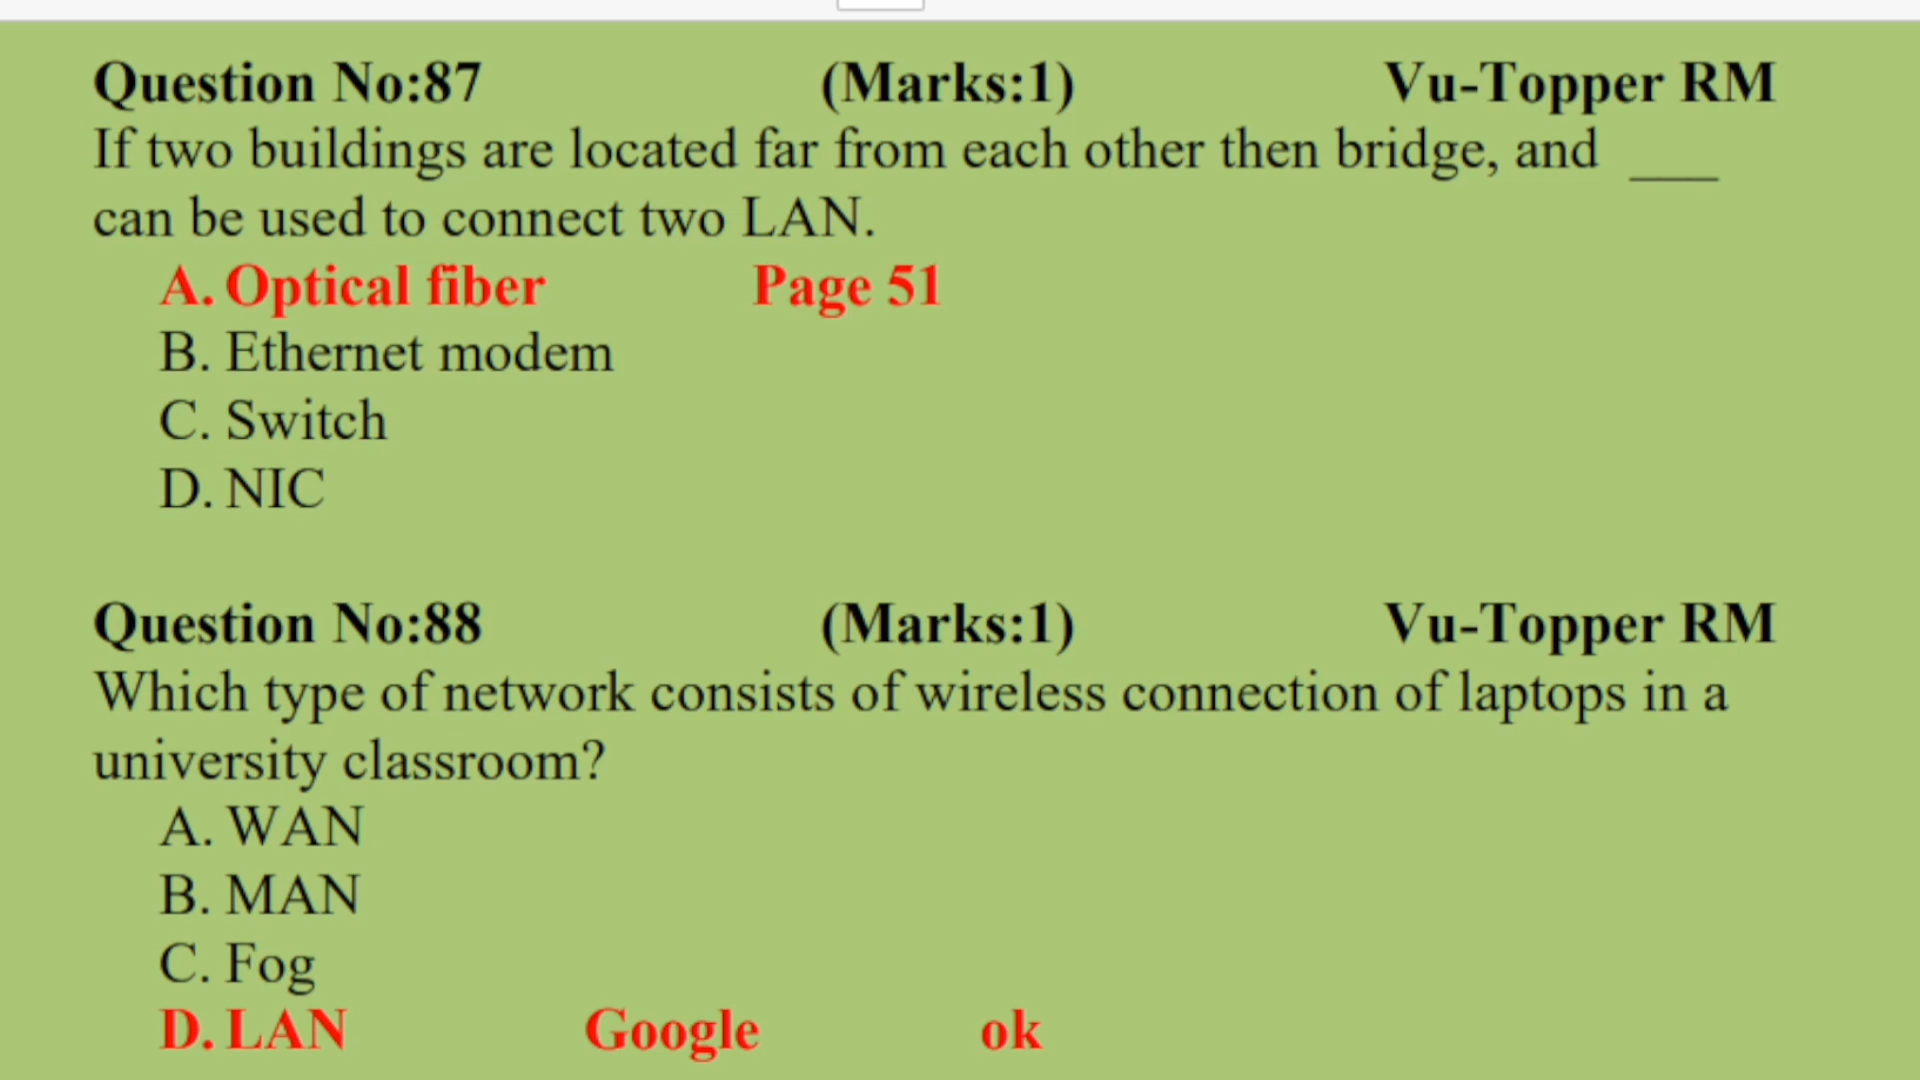 Question No:87 (Marks:1) Vu-Topper RM
If two buildings are located far from each other then bridge, and ___
can be used to connect two LAN.
A. Optical fiber Page 51
B. Ethernet modem
C. Switch
D. NIC
Question No:88 (Marks:1) Vu-Topper RM
Which type of network consists of wireless connection of laptops in a
university classroom?
A. WAN
B. MAN
C. Fog
D. LAN Google ok